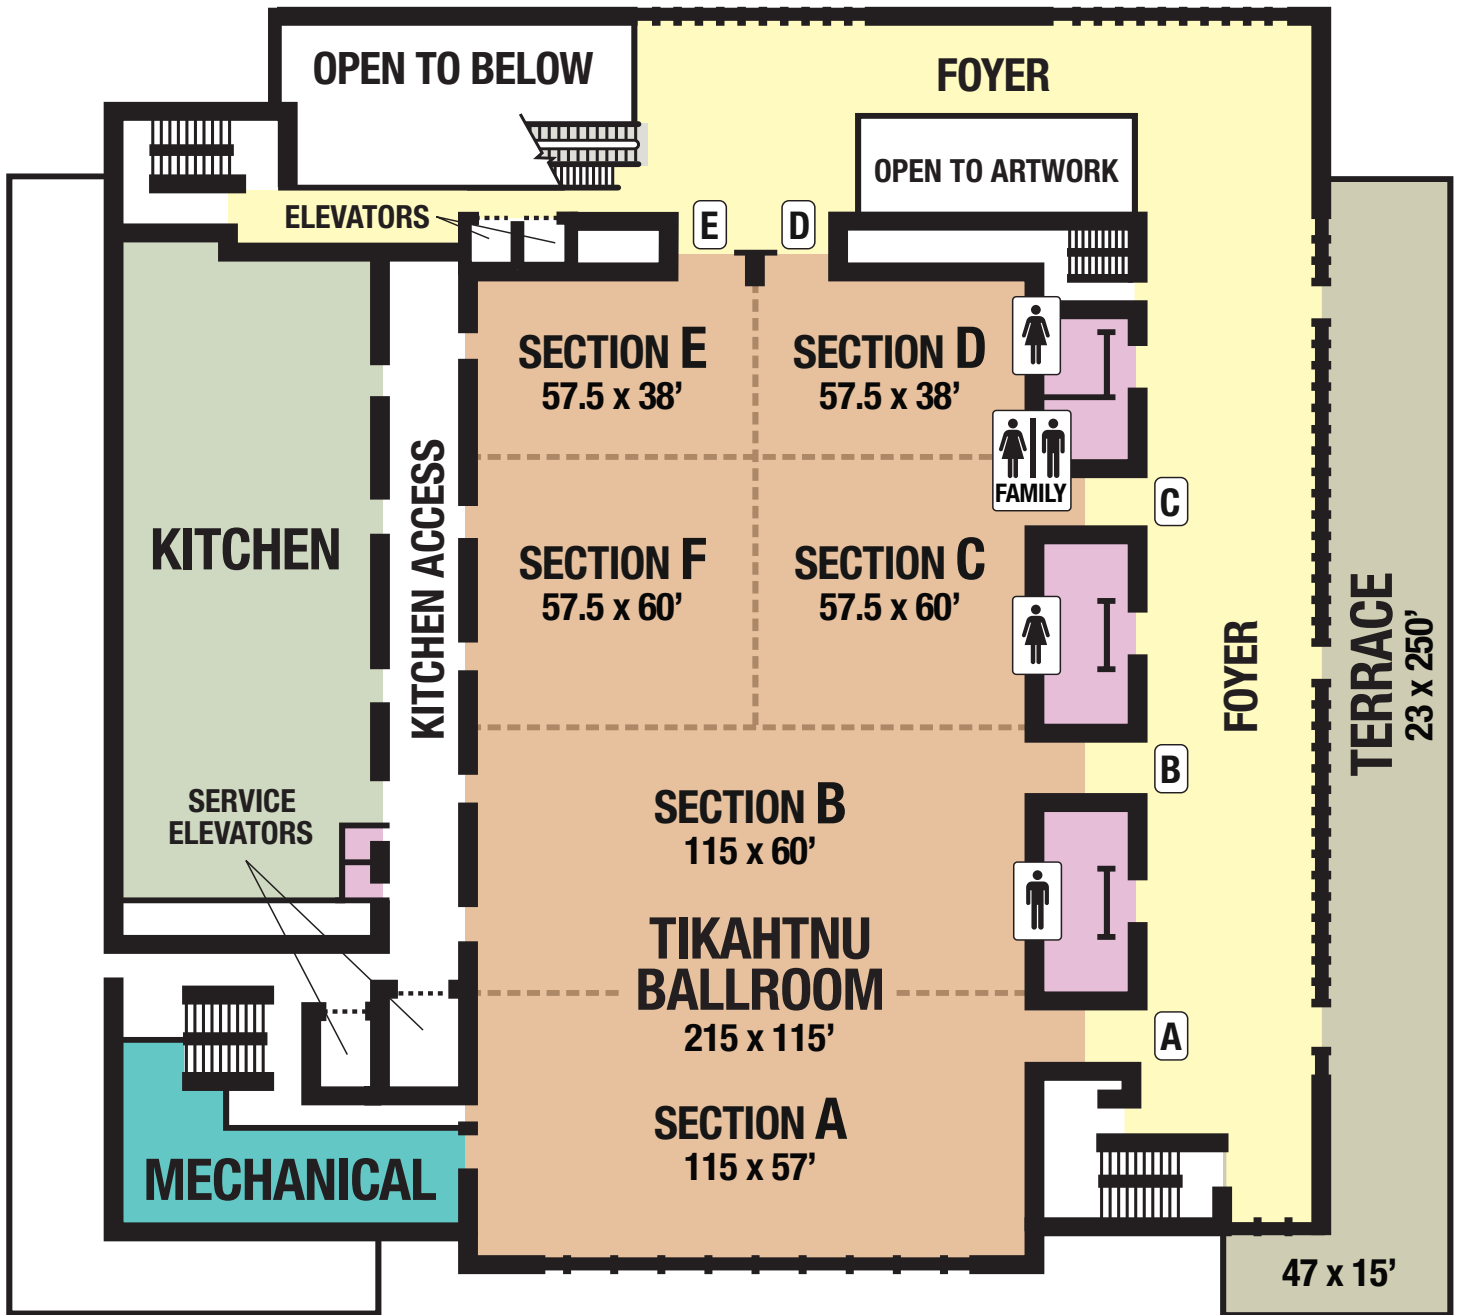 OPEN TO BELOW
FOYER
OPEN TO ARTWORK
ELEVATORS
E
D
SECTION E
57.5 x 38’
SECTION D
57.5 x 38’
FAMILY
C
KITCHEN
KITCHEN ACCESS
SECTION F
57.5 x 60’
SECTION C
57.5 x 60’
FOYER
TERRACE
23 x 250’
B
SERVICE
ELEVATORS
SECTION B
115 x 60’
TIKAHTNU
BALLROOM
215 x 115’
A
SECTION A
115 x 57’
MECHANICAL
47 x 15’